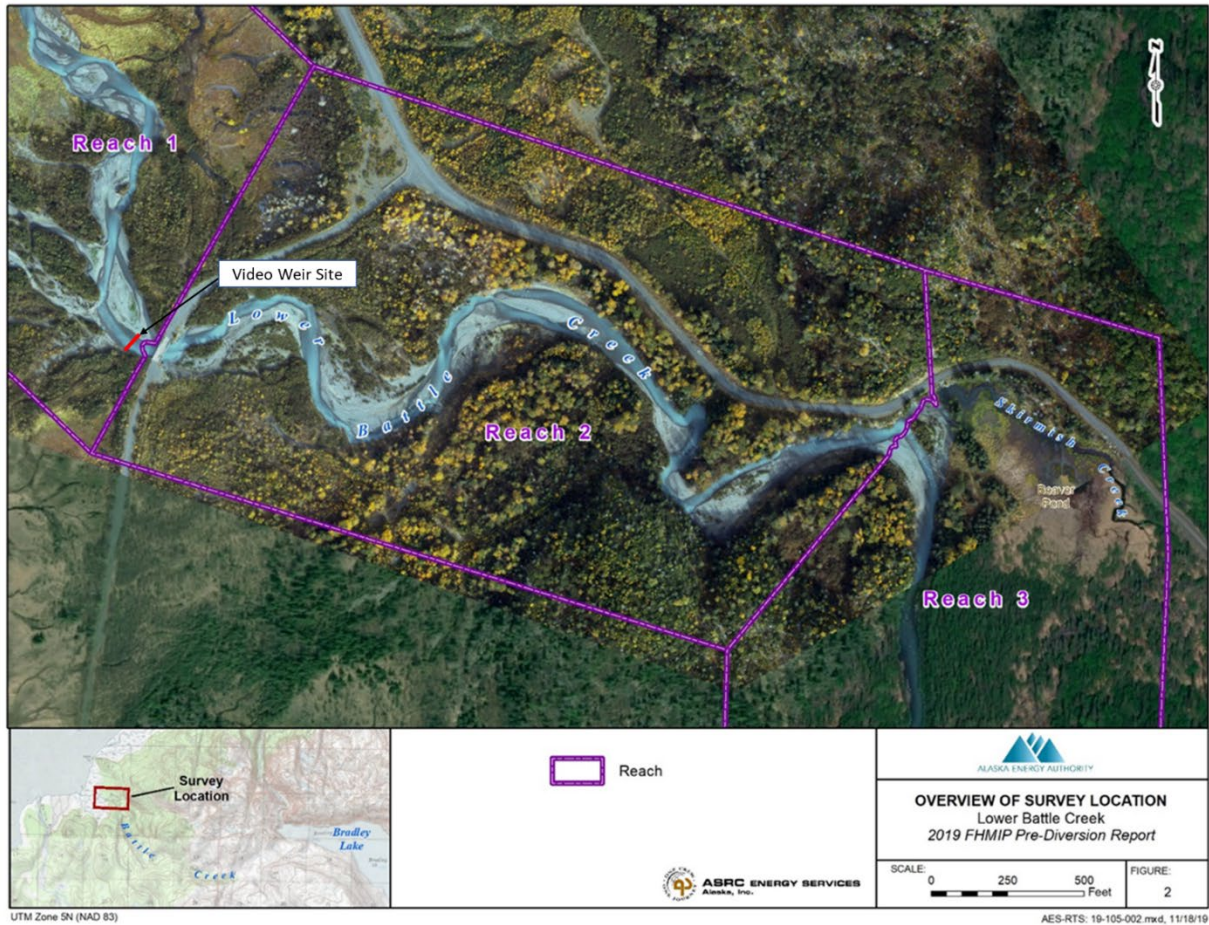 N
Reach 1
Video Weir Site
Lower
Battle
Creek
Reach 2
Skirmish
Creek
Beaver
Pond
Reach 3
Survey
Location
Battle
Creek
Bradley
Lake
Reach
ASRC ENERGY SERVICES
Alaska, Inc.
ALASKA ENERGY AUTHORITY
OVERVIEW OF SURVEY LOCATION
Lower Battle Creek
2019 FHMIP Pre-Diversion Report
SCALE:
0 250 500
Feet
FIGURE:
2
UTM Zone 5N (NAD 83)
AES-RTS: 19-105-002.mxd, 11/18/19